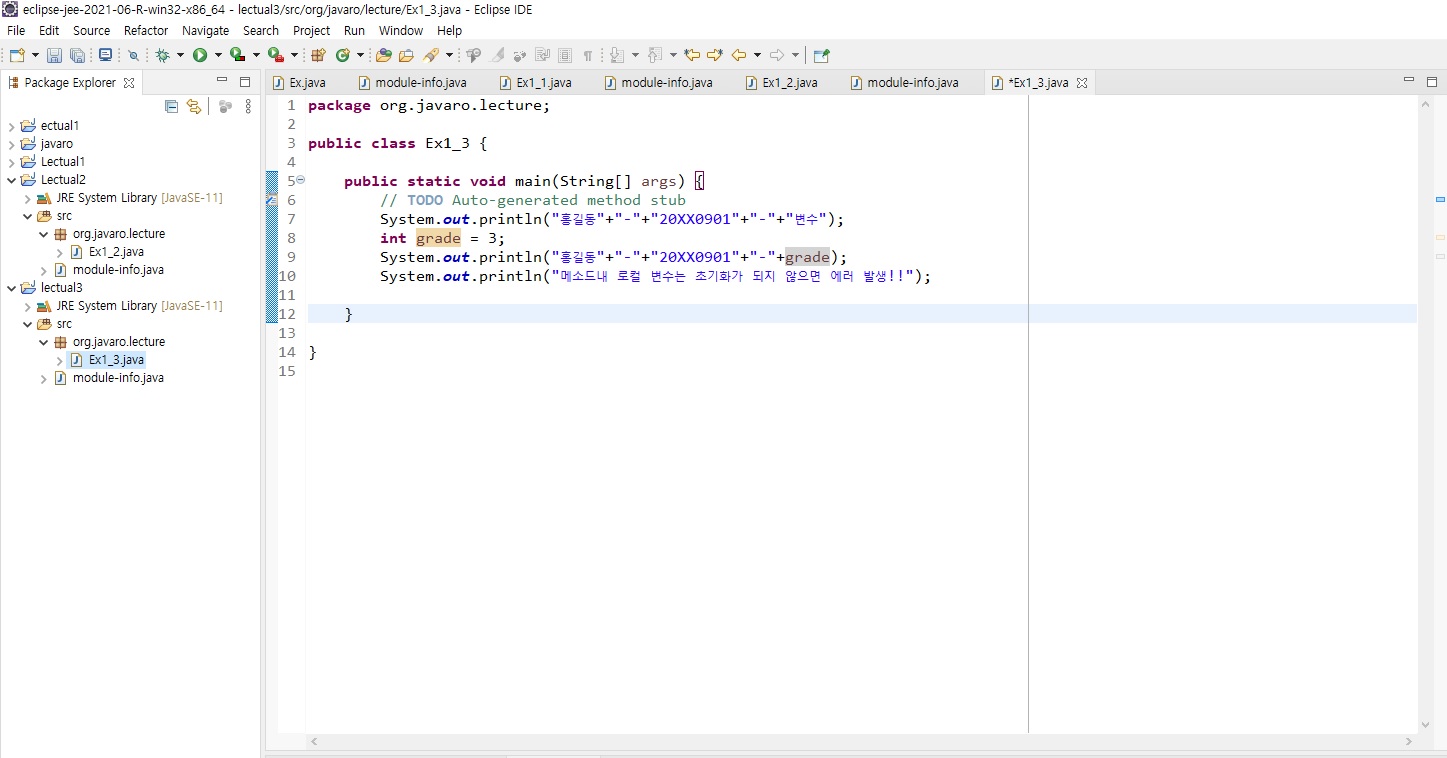 eclipse-jee-2021-06-R-win32-x86_64 - lectual3/src/org/javaro/lecture/Ex1_3.java - Eclipse IDE
File Edit Source Refactor Navigate Search Project Run Window Help
Package Explorer
Ex.java module-info.java Ex1_1.java module-info.java Ex1_2.java module-info.java *Ex1_3.java
ectual1
javaro
Lectual1
Lectual2
JRE System Library [JavaSE-11]
src
org.javaro.lecture
Ex1_2.java
module-info.java
lectual3
JRE System Library [JavaSE-11]
src
org.javaro.lecture
Ex1_3.java
module-info.java
1 package org.javaro.lecture;
2
3 public class Ex1_3 {
4
5 public static void main(String[] args) {
6 // TODO Auto-generated method stub
7 System.out.println("홍길동"+"-"+"20XX0901"+"-"+"변수");
8 int grade = 3;
9 System.out.println("홍길동"+"-"+"20XX0901"+"-"+grade);
10 System.out.println("메소드내 로컬 변수는 초기화가 되지 않으면 에러 발생!!");
11
12 }
13
14 }
15